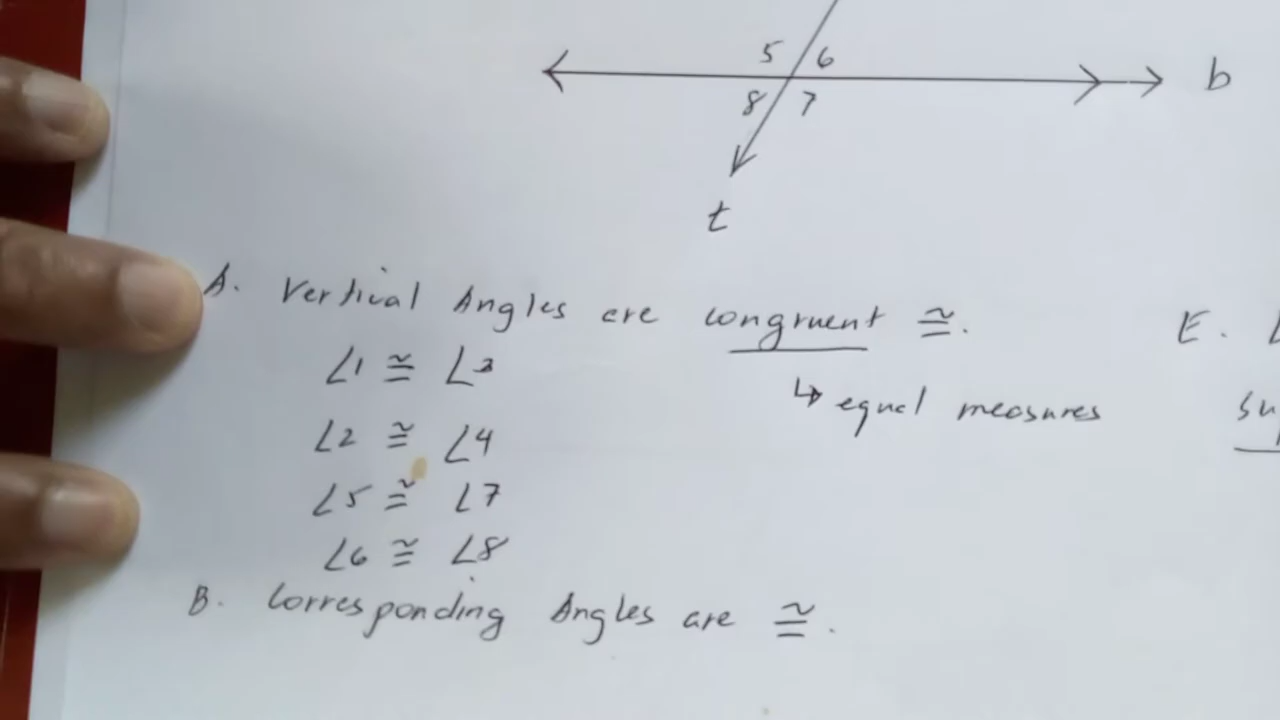 5 6
b
8 7
t
A. Vertical Angles are congruent ≅.
∠1 ≅ ∠3
↳ equal measures
∠2 ≅ ∠4
∠5 ≅ ∠7
∠6 ≅ ∠8
B. Corresponding Angles are ≅.
E.